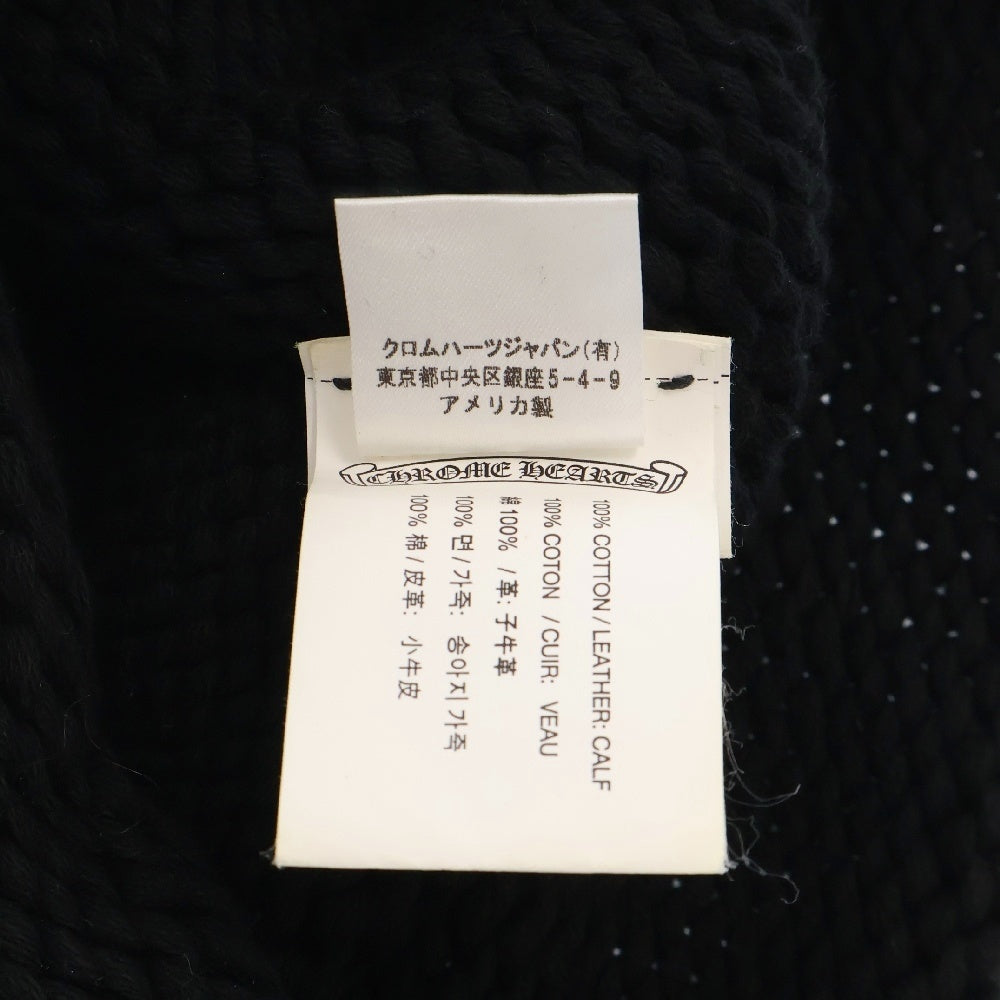 クロムハーツジャパン(有)
東京都中央区銀座5-4-9
アメリカ製
CHROME HEARTS
100% COTTON / LEATHER: CALF
100% COTON / CUIR: VEAU
綿100% / 革: 子牛革
100% 면 / 가죽: 송아지 가죽
100% 棉 / 皮革: 小牛皮